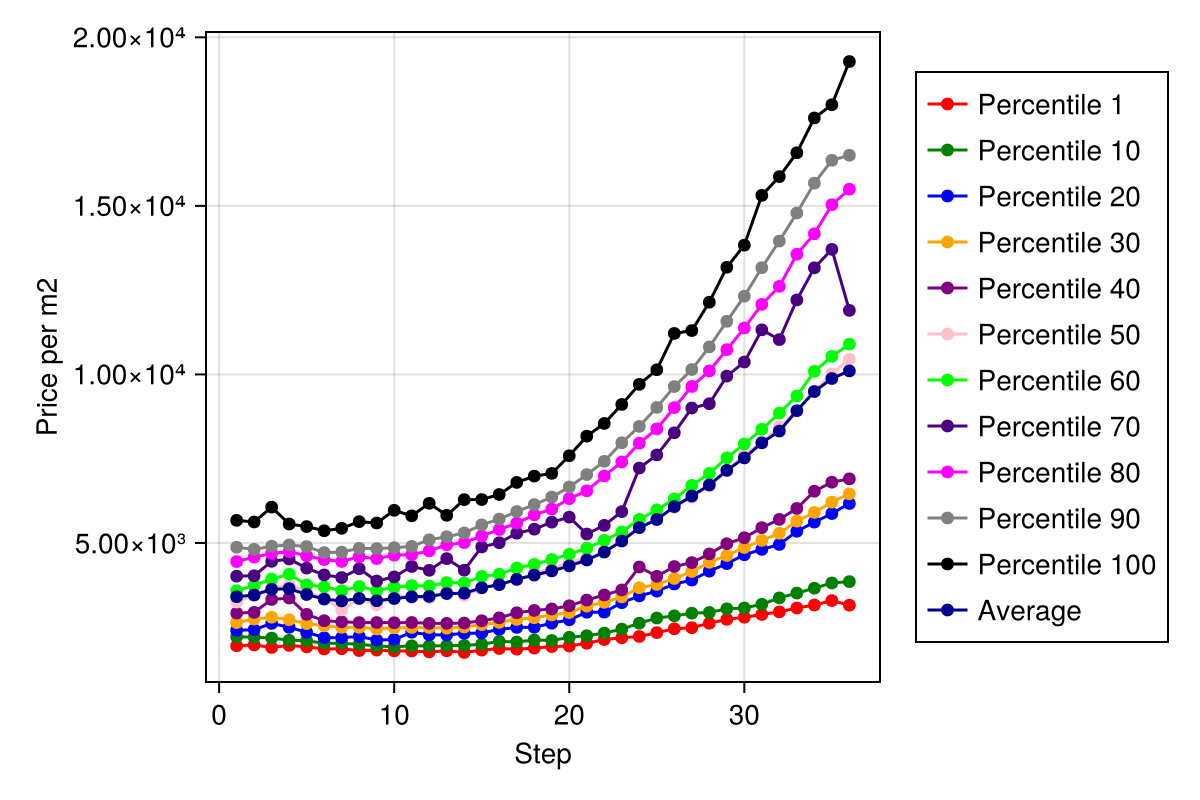 2.00×10⁴
1.50×10⁴
1.00×10⁴
5.00×10³
Price per m2
0 10 20 30
Step
Percentile 1
Percentile 10
Percentile 20
Percentile 30
Percentile 40
Percentile 50
Percentile 60
Percentile 70
Percentile 80
Percentile 90
Percentile 100
Average